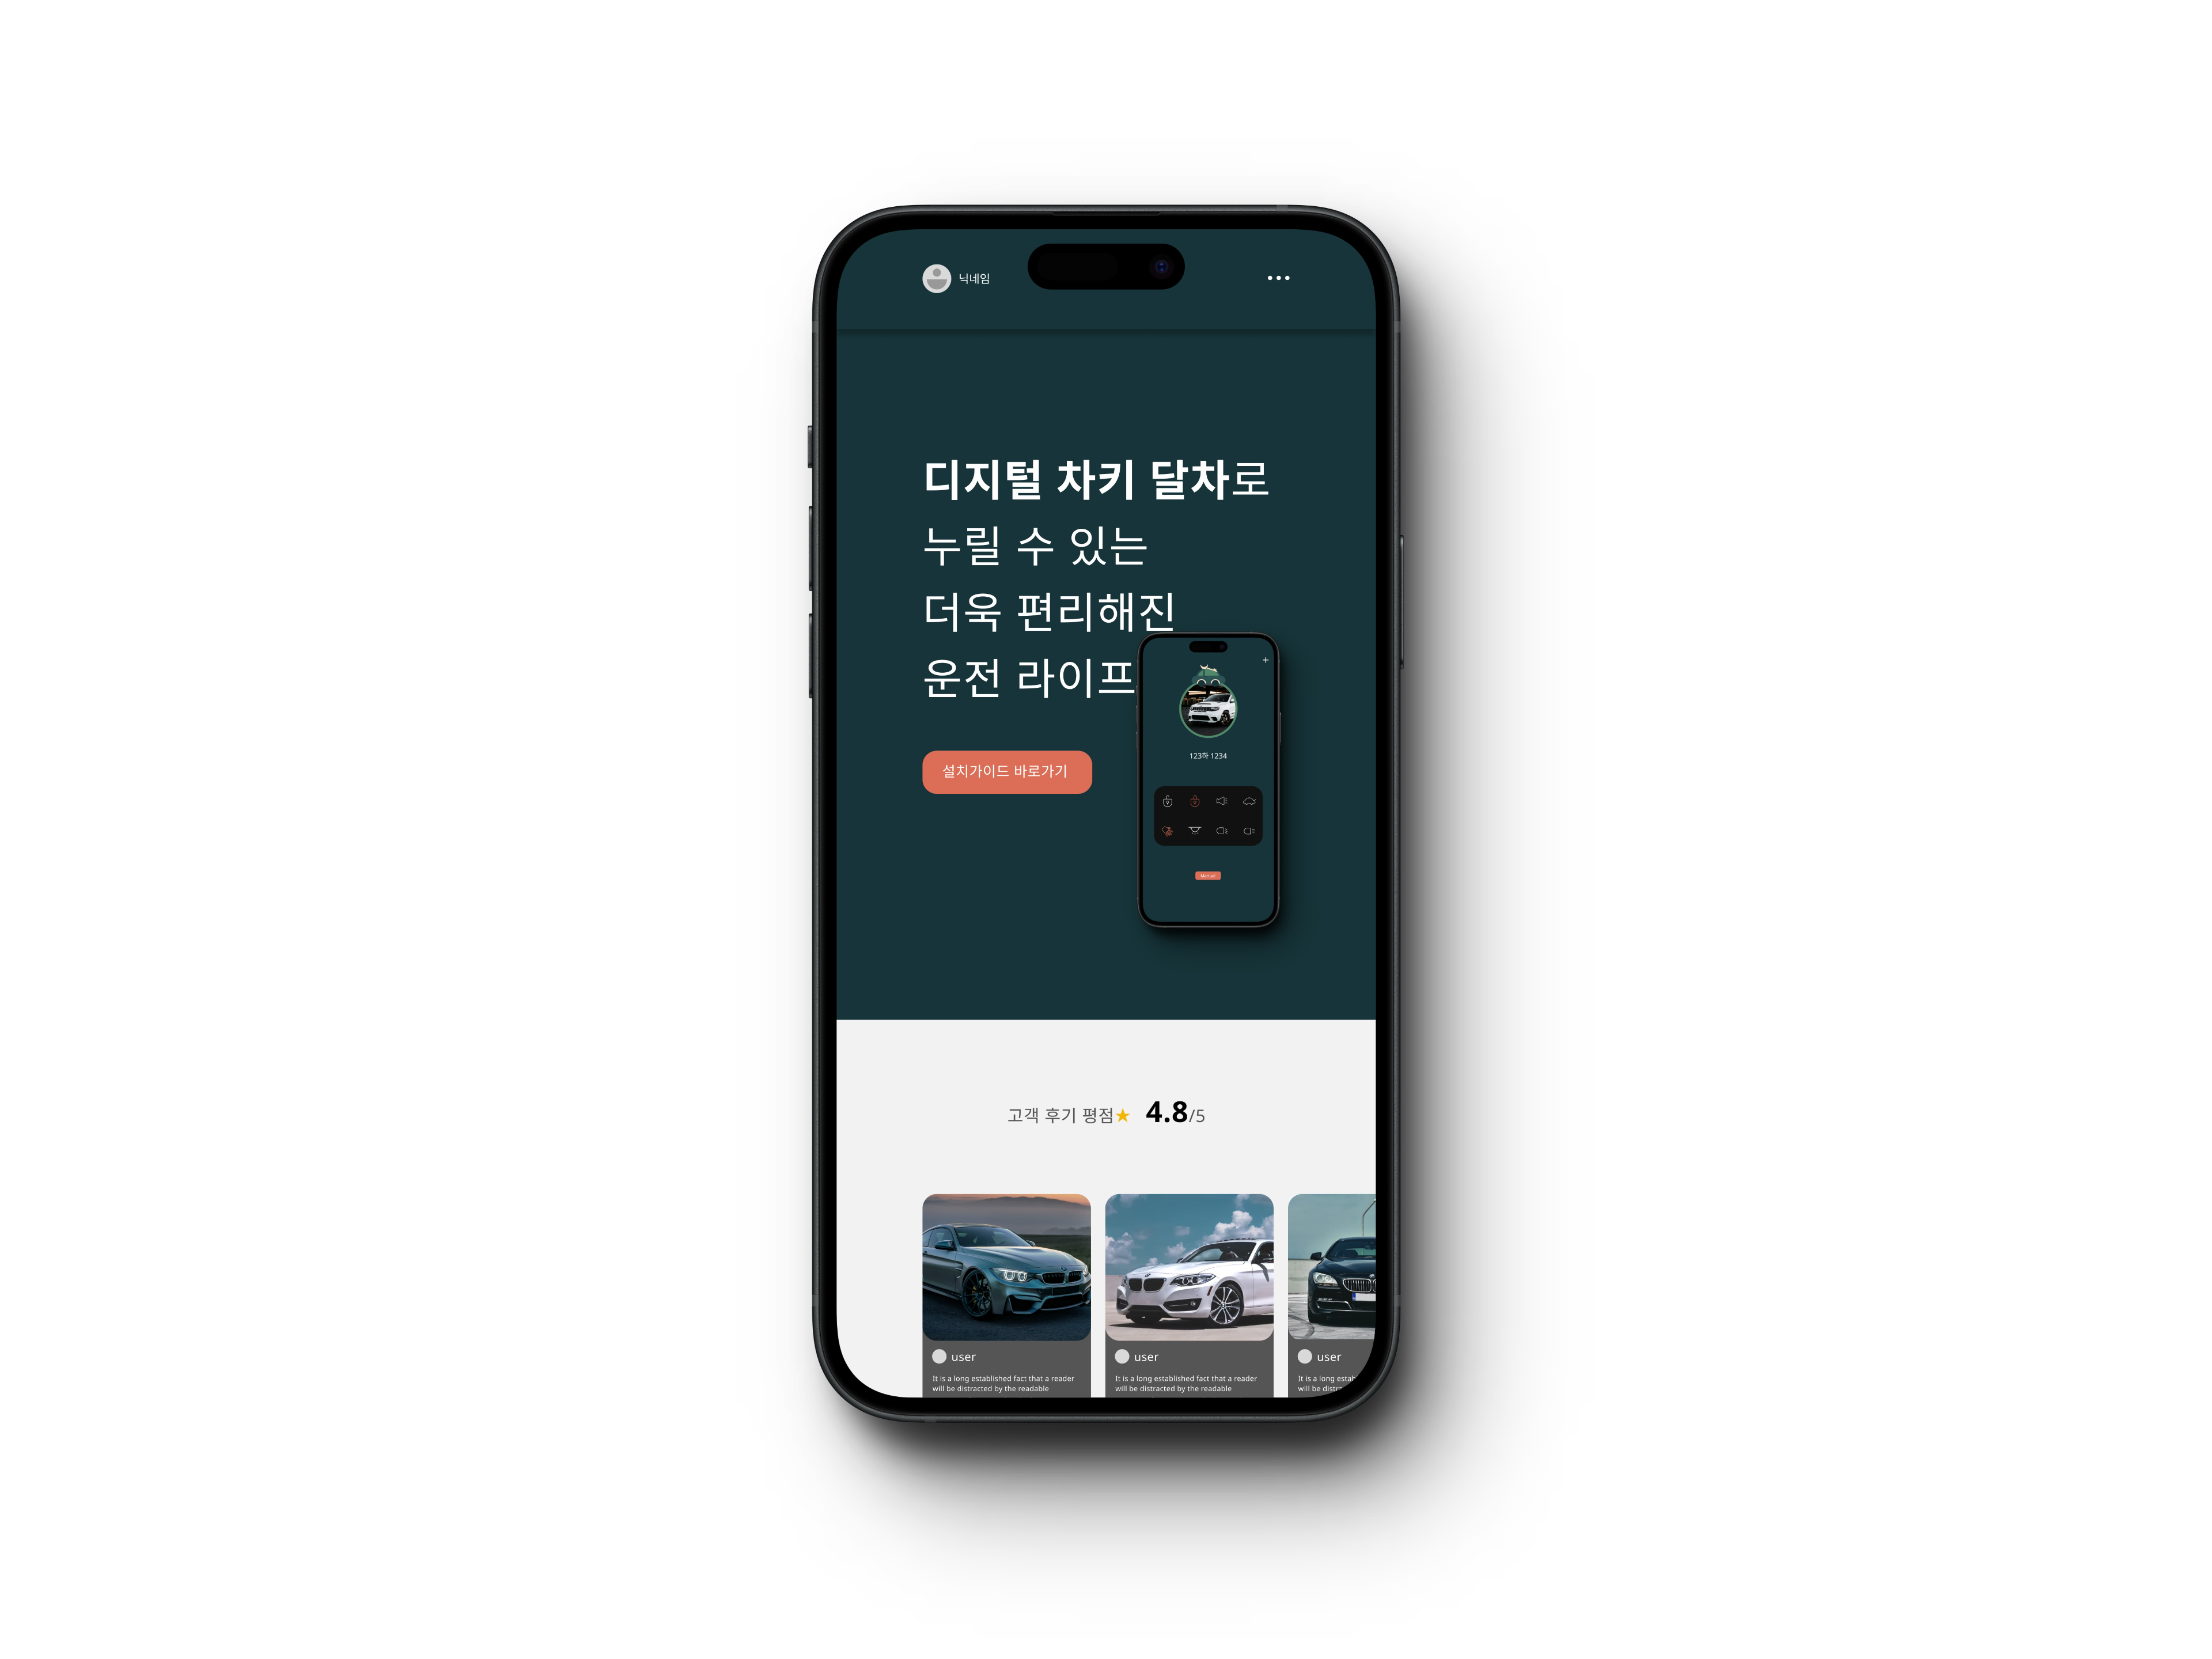 닉네임
디지털 차키 달차로
누릴 수 있는
더욱 편리해진
운전 라이프
+
123하 1234
Manual
설치가이드 바로가기
고객 후기 평점★ 4.8/5
user
It is a long established fact that a reader
will be distracted by the readable
user
It is a long established fact that a reader
will be distracted by the readable
user
It is a long estab
will be distr